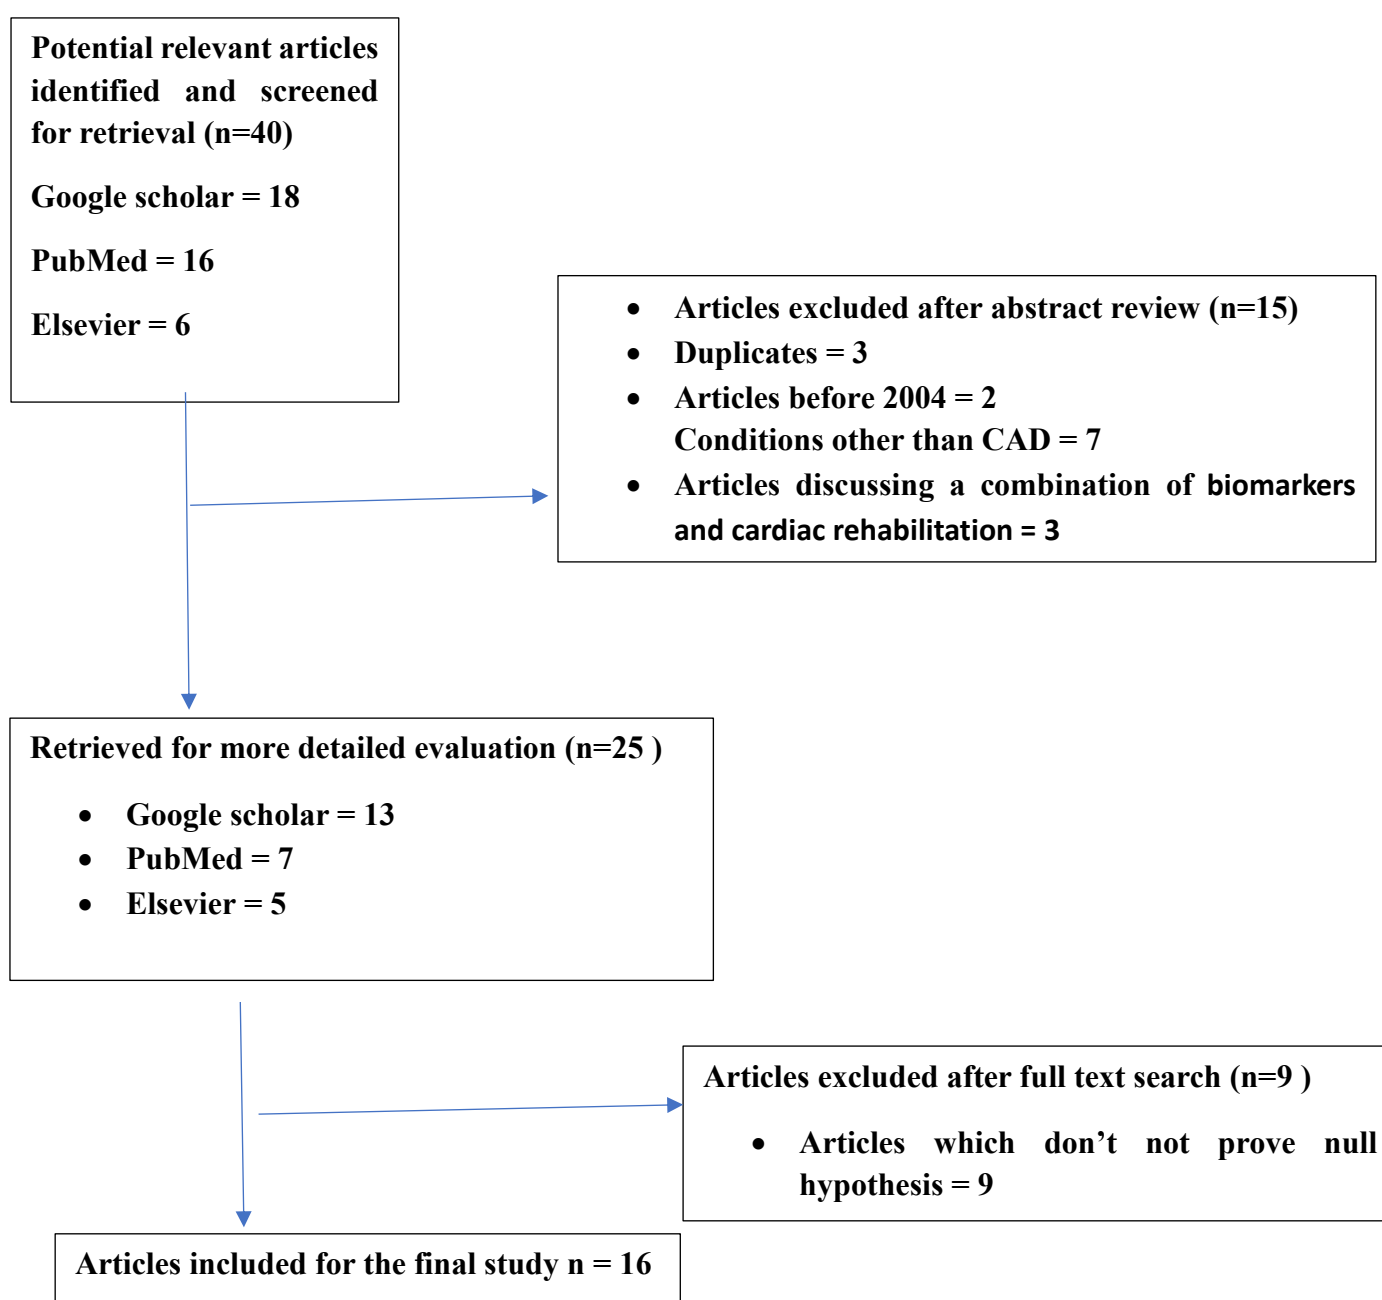 Potential relevant articles
identified and screened
for retrieval (n=40)
Google scholar = 18
PubMed = 16
Elsevier = 6
• Articles excluded after abstract review (n=15)
• Duplicates = 3
• Articles before 2004 = 2
Conditions other than CAD = 7
• Articles discussing a combination of biomarkers
and cardiac rehabilitation = 3
Retrieved for more detailed evaluation (n=25 )
• Google scholar = 13
• PubMed = 7
• Elsevier = 5
Articles excluded after full text search (n=9 )
• Articles which don’t not prove null
hypothesis = 9
Articles included for the final study n = 16